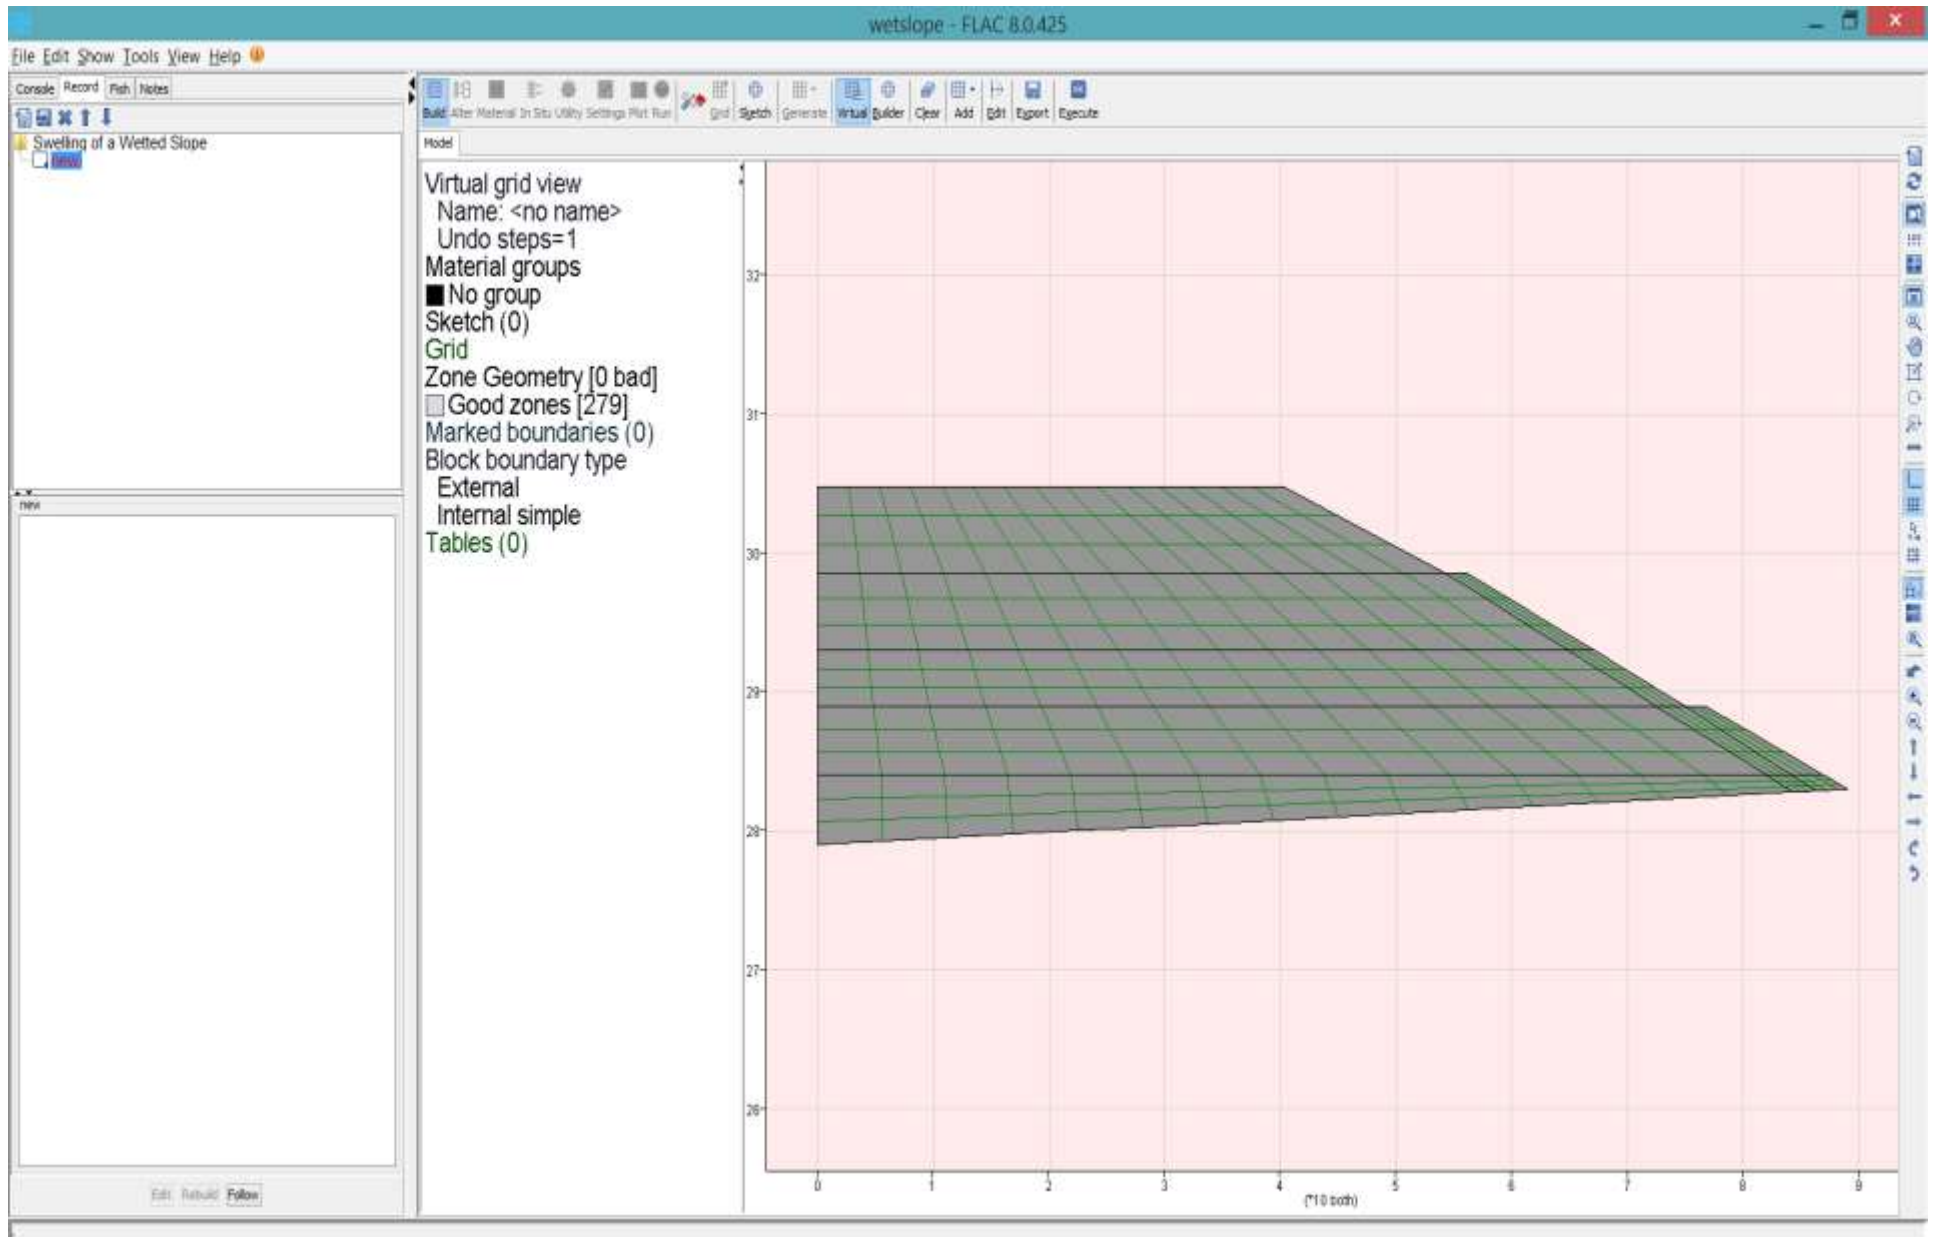 wetslope - FLAC 8.0.425
File Edit Show Tools View Help
Console Record Fish Notes
Build Alter Material In Situ Utility Settings Plot Run Grid Sketch Generate Virtual Builder Clear Add Edit Export Execute
Swelling of a Wetted Slope
new
Model
Virtual grid view
Name: <no name>
Undo steps=1
Material groups
No group
Sketch (0)
Grid
Zone Geometry [0 bad]
Good zones [279]
Marked boundaries (0)
Block boundary type
External
Internal simple
Tables (0)
new
Edit Rebuild Follow
32
31
30
29
28
27
26
0 1 2 3 4 5 6 7 8 9
(*10 both)